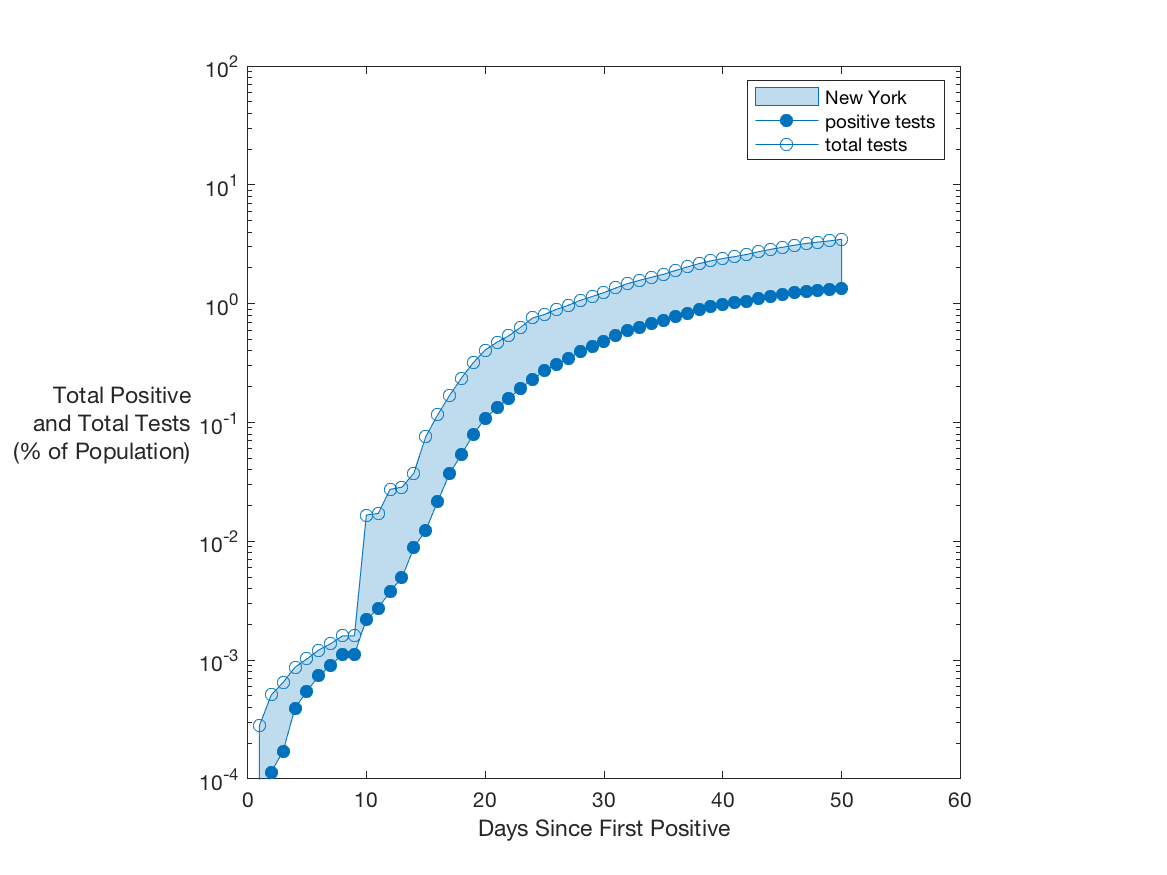 10^2
10^1
10^0
10^-1
10^-2
10^-3
10^-4
Total Positive
and Total Tests
(% of Population)
New York
positive tests
total tests
0 10 20 30 40 50 60
Days Since First Positive